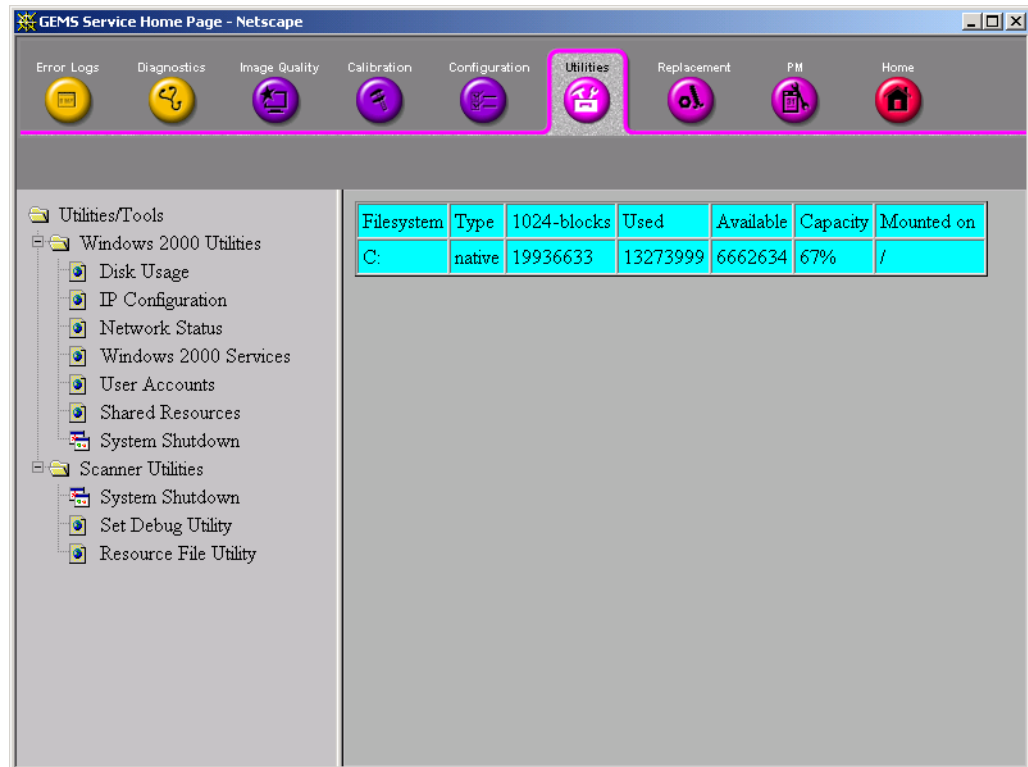 GEMS Service Home Page - Netscape
Error Logs Diagnostics Image Quality Calibration Configuration Utilities Replacement PM Home
Utilities/Tools
Windows 2000 Utilities
Disk Usage
IP Configuration
Network Status
Windows 2000 Services
User Accounts
Shared Resources
System Shutdown
Scanner Utilities
System Shutdown
Set Debug Utility
Resource File Utility
Filesystem Type 1024-blocks Used Available Capacity Mounted on
C: native 19936633 13273999 6662634 67% /